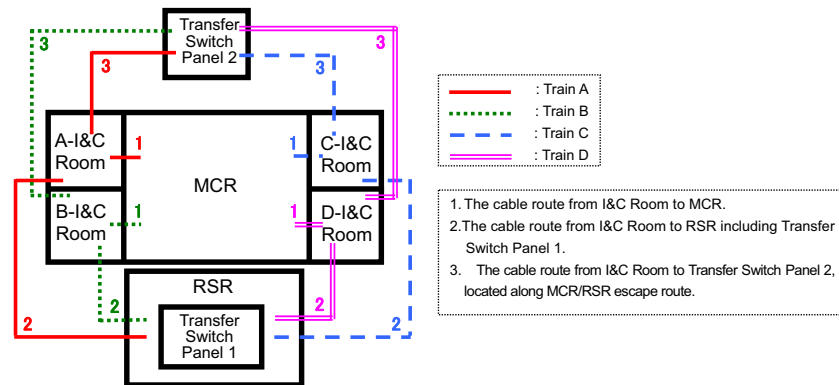 Transfer
Switch
Panel 2
3
3
3
3
: Train A
: Train B
: Train C
: Train D
A-I&C
Room
1
1
C-I&C
Room
MCR
B-I&C
Room
1
1
D-I&C
Room
1. The cable route from I&C Room to MCR.
2.The cable route from I&C Room to RSR including Transfer
Switch Panel 1.
3. The cable route from I&C Room to Transfer Switch Panel 2,
located along MCR/RSR escape route.
RSR
2
2
2
2
Transfer
Switch
Panel 1